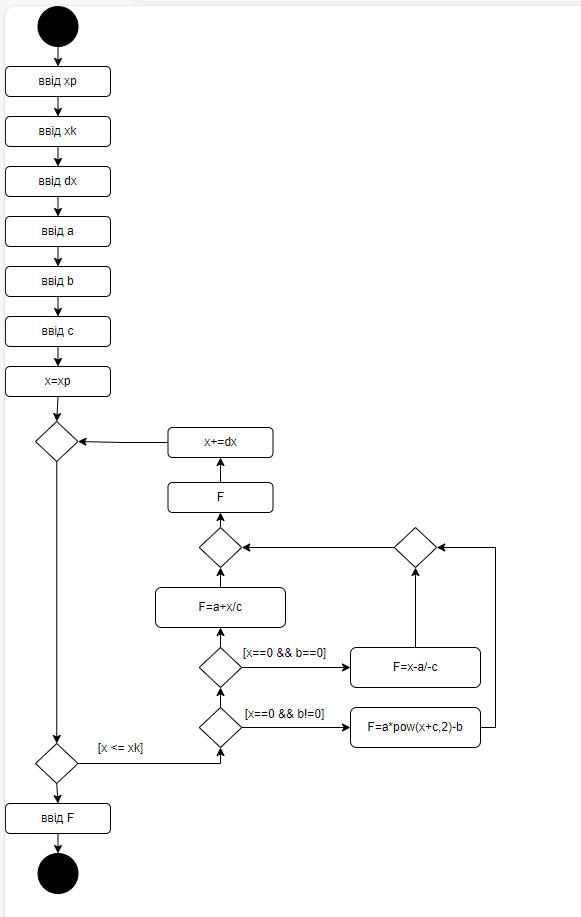 ввід xp
ввід xk
ввід dx
ввід a
ввід b
ввід c
x=xp
x+=dx
F
F=a+x/c
[x==0 && b==0]
F=x-a/-c
[x==0 && b!=0]
F=a*pow(x+c,2)-b
[x <= xk]
ввід F